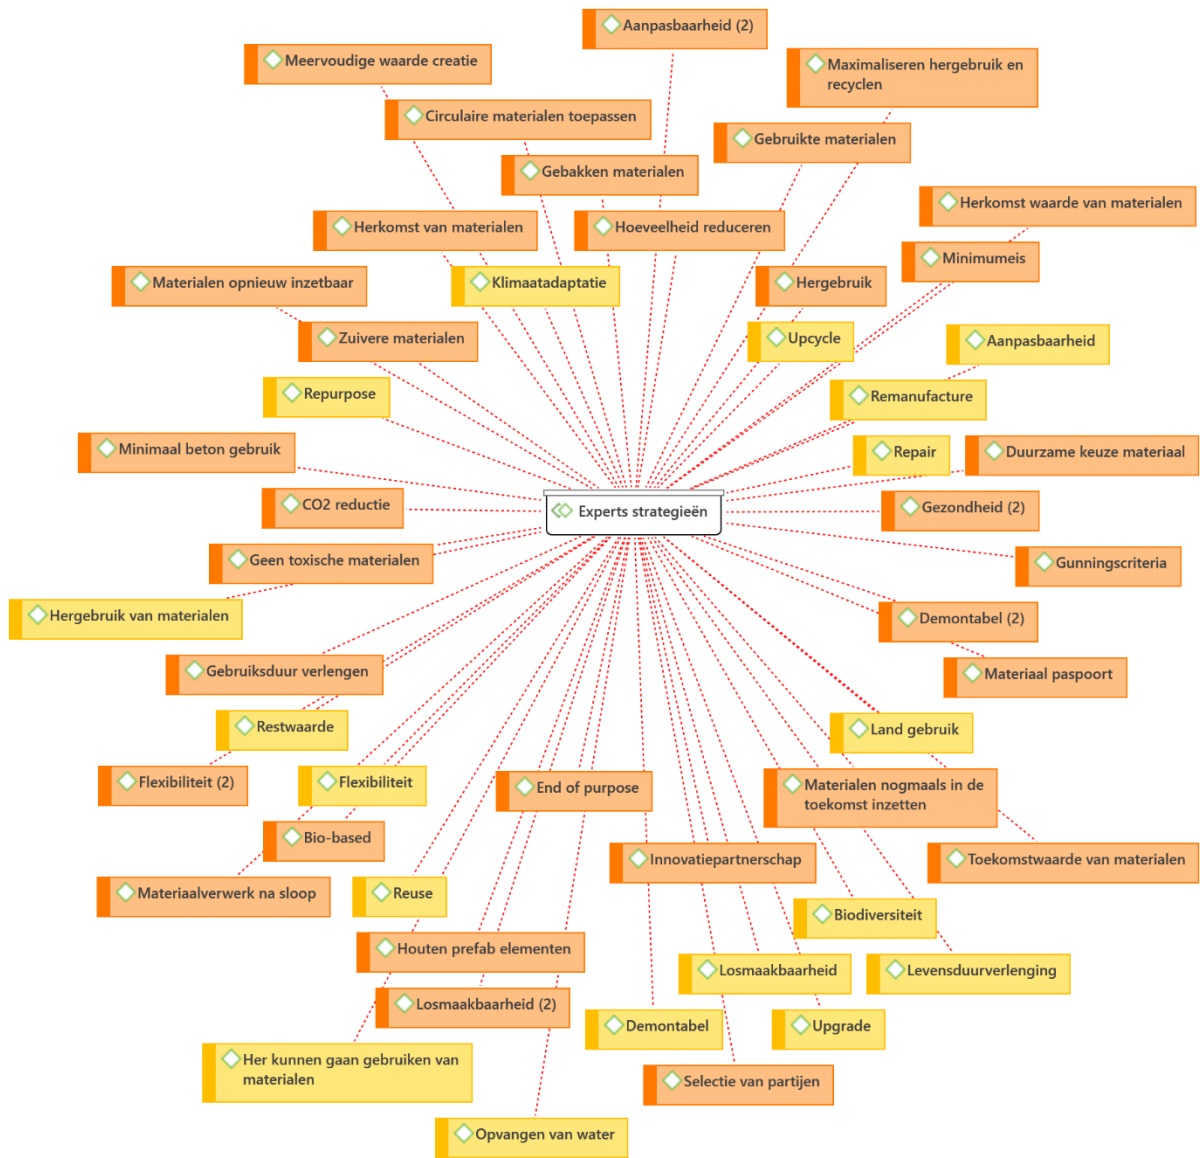 Aanpasbaarheid (2)
Meervoudige waarde creatie
Maximaliseren hergebruik en
recyclen
Circulaire materialen toepassen
Gebruikte materialen
Gebakken materialen
Herkomst waarde van materialen
Herkomst van materialen
Hoeveelheid reduceren
Minimumeis
Materialen opnieuw inzetbaar
Klimaatadaptatie
Hergebruik
Zuivere materialen
Upcycle
Aanpasbaarheid
Repurpose
Remanufacture
Minimaal beton gebruik
Repair
Duurzame keuze materiaal
CO2 reductie
Experts strategieën
Gezondheid (2)
Geen toxische materialen
Gunningscriteria
Hergebruik van materialen
Demontabel (2)
Gebruiksduur verlengen
Materiaal paspoort
Restwaarde
Land gebruik
Flexibiliteit (2)
Flexibiliteit
End of purpose
Materialen nogmaals in de
toekomst inzetten
Bio-based
Innovatiepartnerschap
Toekomstwaarde van materialen
Materiaalverwerk na sloop
Reuse
Biodiversiteit
Houten prefab elementen
Losmaakbaarheid
Levensduurverlenging
Losmaakbaarheid (2)
Demontabel
Upgrade
Her kunnen gaan gebruiken van
materialen
Selectie van partijen
Opvangen van water